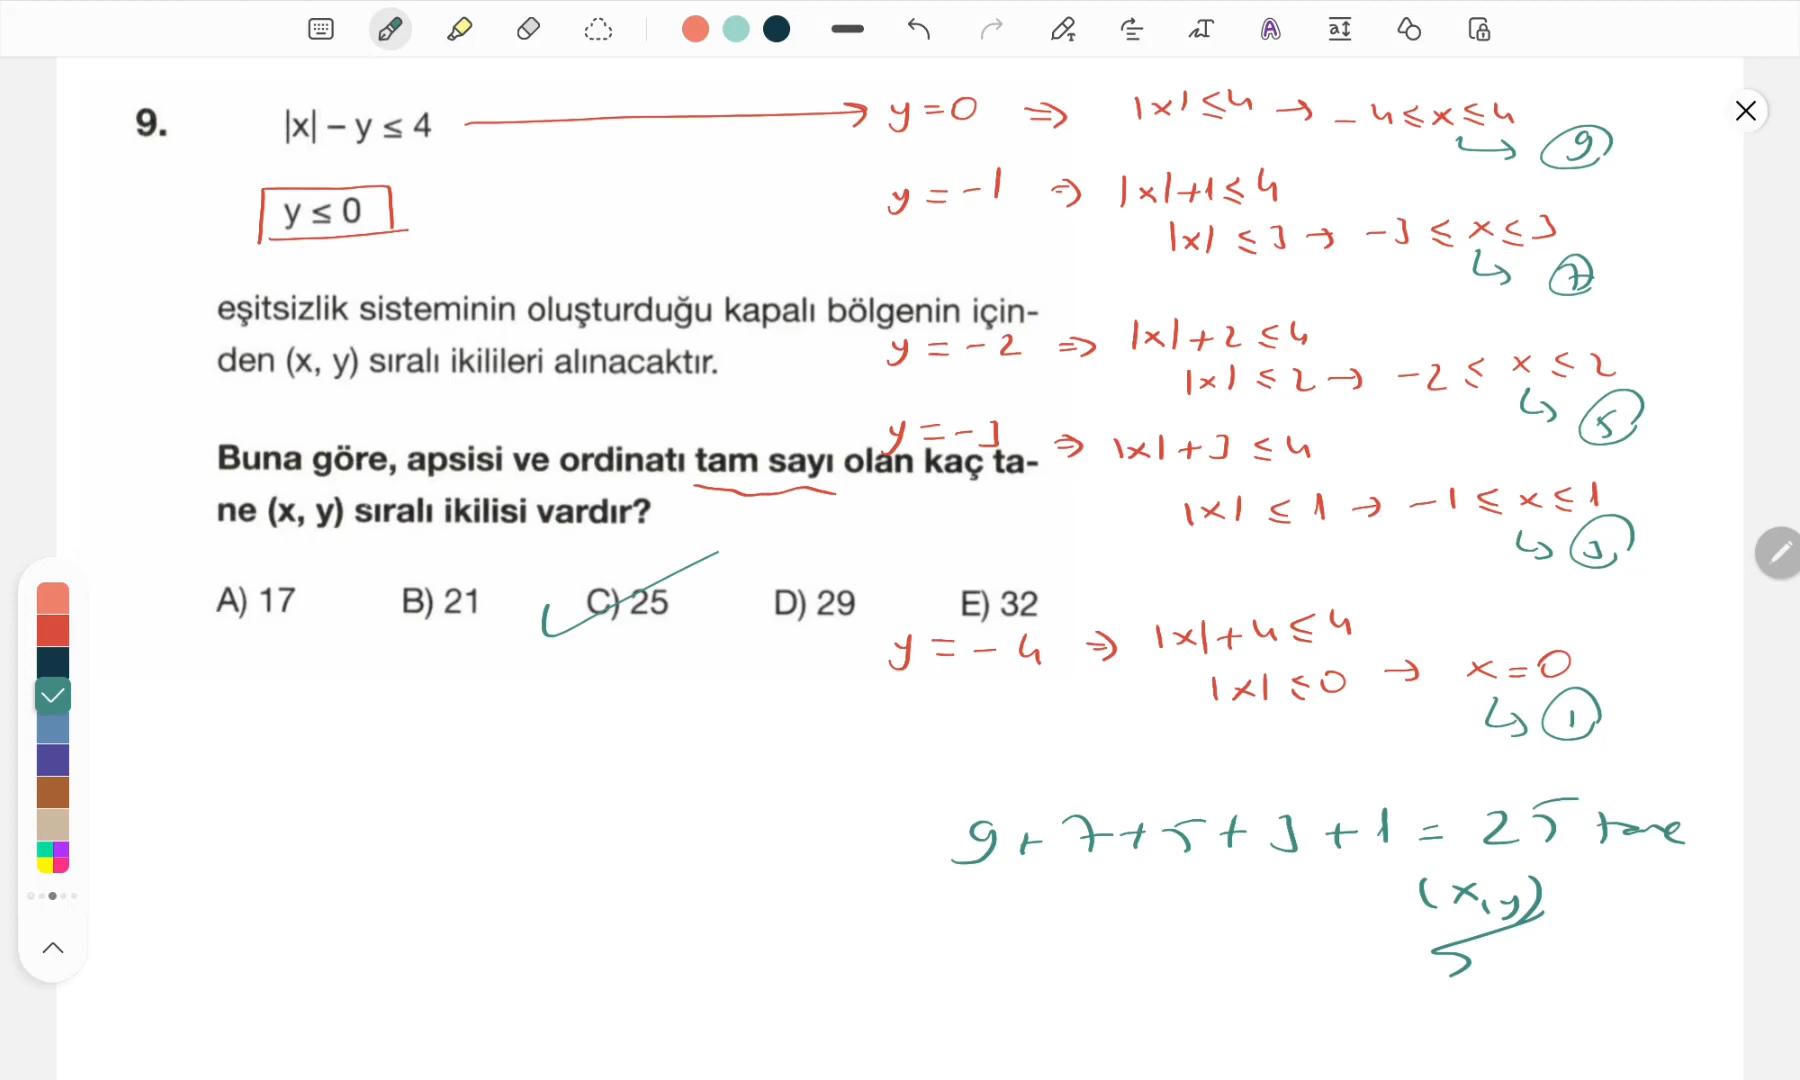 9.
|x| – y ≤ 4
y ≤ 0
eşitsizlik sisteminin oluşturduğu kapalı bölgenin için-
den (x, y) sıralı ikilileri alınacaktır.
Buna göre, apsisi ve ordinatı tam sayı olan kaç ta-
ne (x, y) sıralı ikilisi vardır?
A) 17 B) 21 C) 25 D) 29 E) 32
y = 0 ⇒ |x| ≤ 4 → -4 ≤ x ≤ 4
9
y = -1 ⇒ |x|+1 ≤ 4
|x| ≤ 3 → -3 ≤ x ≤ 3
7
y = -2 ⇒ |x|+2 ≤ 4
|x| ≤ 2 → -2 ≤ x ≤ 2
5
y = -3 ⇒ |x|+3 ≤ 4
|x| ≤ 1 → -1 ≤ x ≤ 1
3
y = -4 ⇒ |x|+4 ≤ 4
|x| ≤ 0 → x = 0
1
9+7+5+3+1 = 25 tane
(x,y)